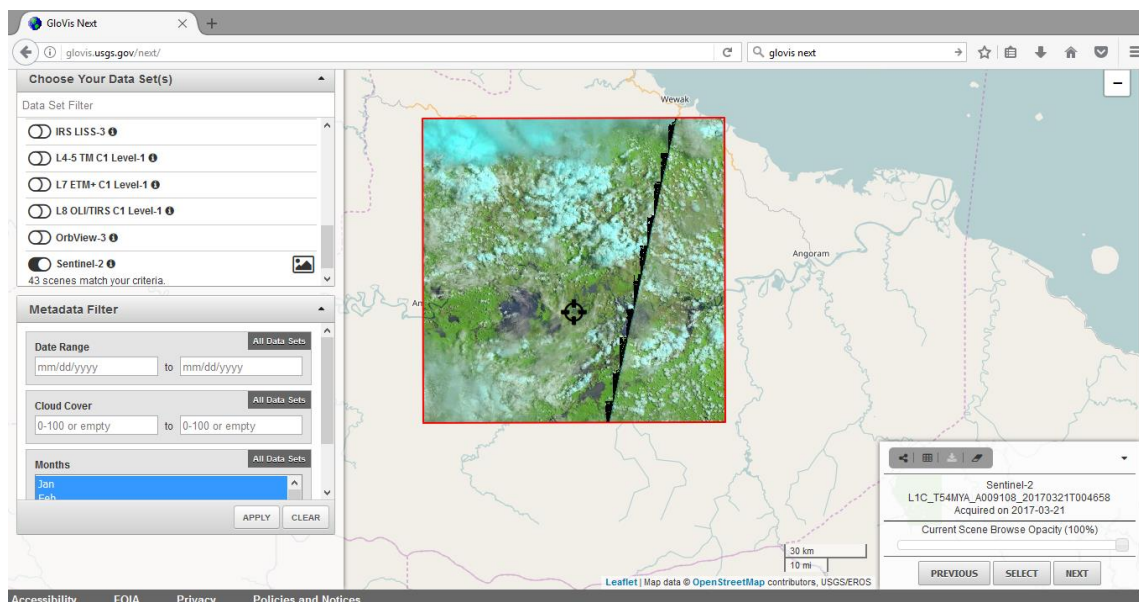 GloVis Next
glovis.usgs.gov/next/
glovis next
Choose Your Data Set(s)
Data Set Filter
IRS LISS-3
L4-5 TM C1 Level-1
L7 ETM+ C1 Level-1
L8 OLI/TIRS C1 Level-1
OrbView-3
Sentinel-2
43 scenes match your criteria.
Metadata Filter
Date Range
All Data Sets
mm/dd/yyyy to mm/dd/yyyy
Cloud Cover
All Data Sets
0-100 or empty to 0-100 or empty
Months
All Data Sets
Jan
Feb
APPLY CLEAR
Wewak
Angoram
Am
30 km
10 mi
Leaflet | Map data © OpenStreetMap contributors, USGS/EROS
Sentinel-2
L1C_T54MYA_A009108_20170321T004658
Acquired on 2017-03-21
Current Scene Browse Opacity (100%)
PREVIOUS SELECT NEXT
Accessibility FOIA Privacy Policies and Notices